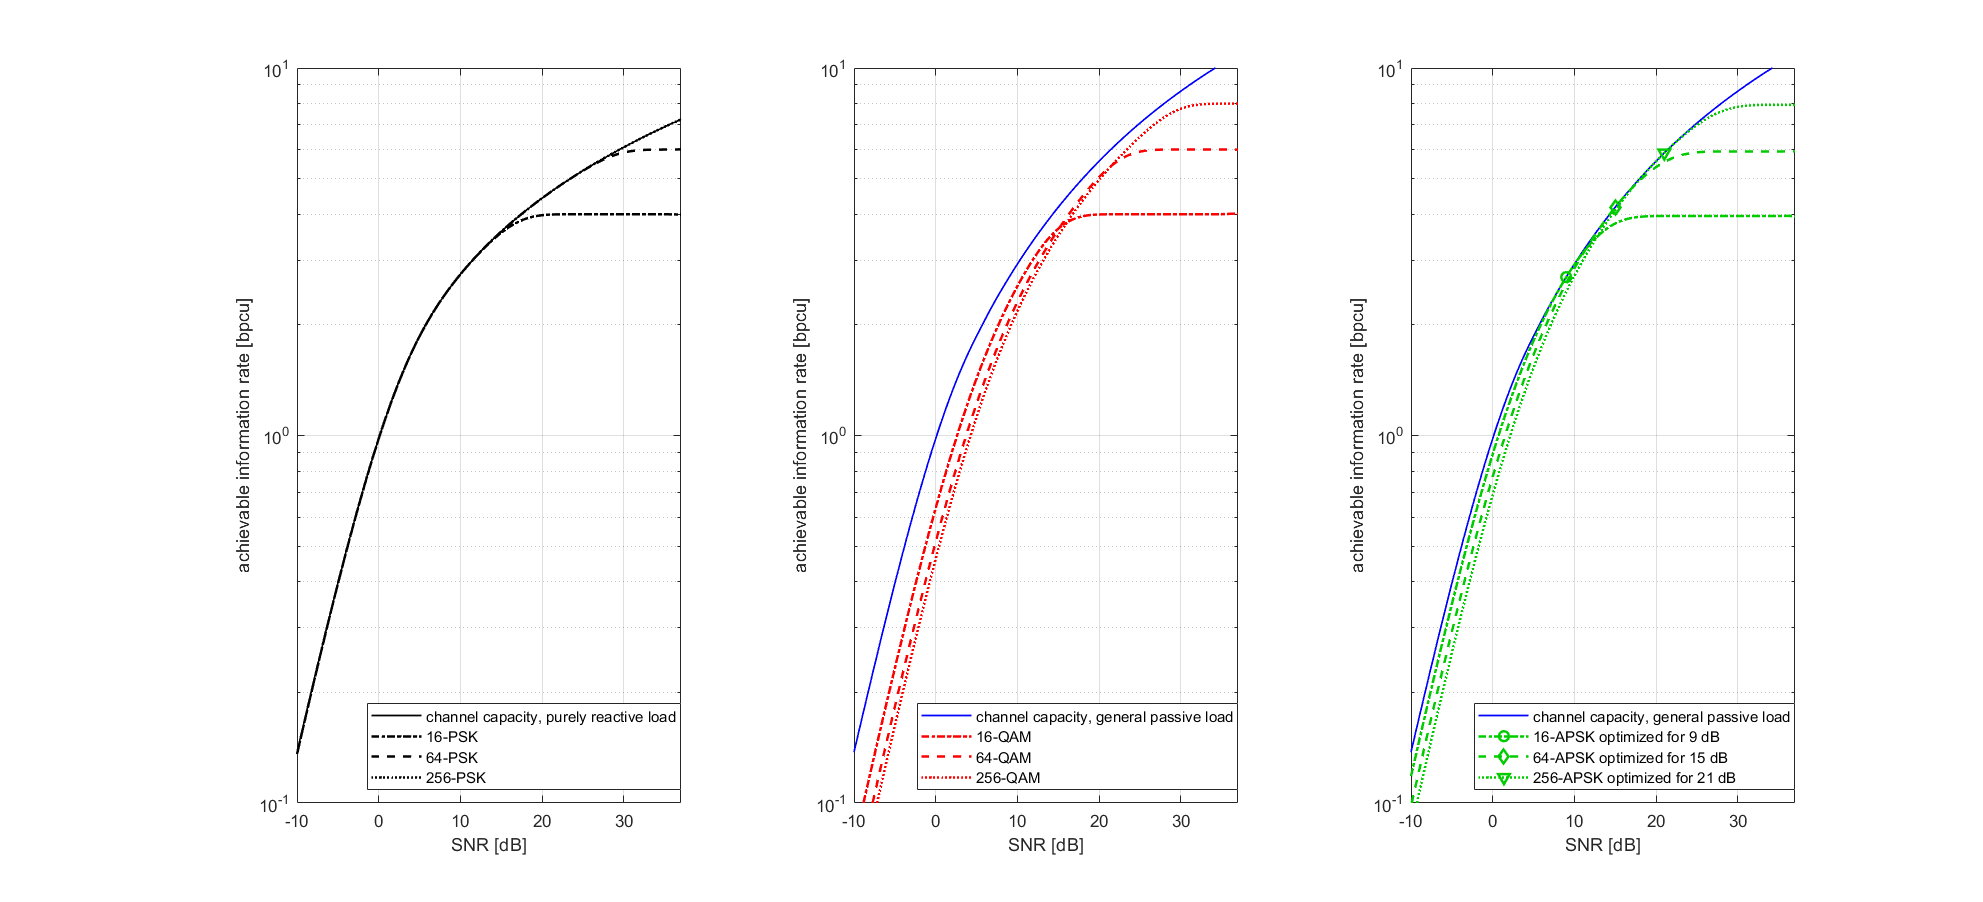 10^1
10^0
10^-1
-10 0 10 20 30
SNR [dB]
achievable information rate [bpcu]
channel capacity, purely reactive load
16-PSK
64-PSK
256-PSK
10^1
10^0
10^-1
-10 0 10 20 30
SNR [dB]
achievable information rate [bpcu]
channel capacity, general passive load
16-QAM
64-QAM
256-QAM
10^1
10^0
10^-1
-10 0 10 20 30
SNR [dB]
achievable information rate [bpcu]
channel capacity, general passive load
16-APSK optimized for 9 dB
64-APSK optimized for 15 dB
256-APSK optimized for 21 dB